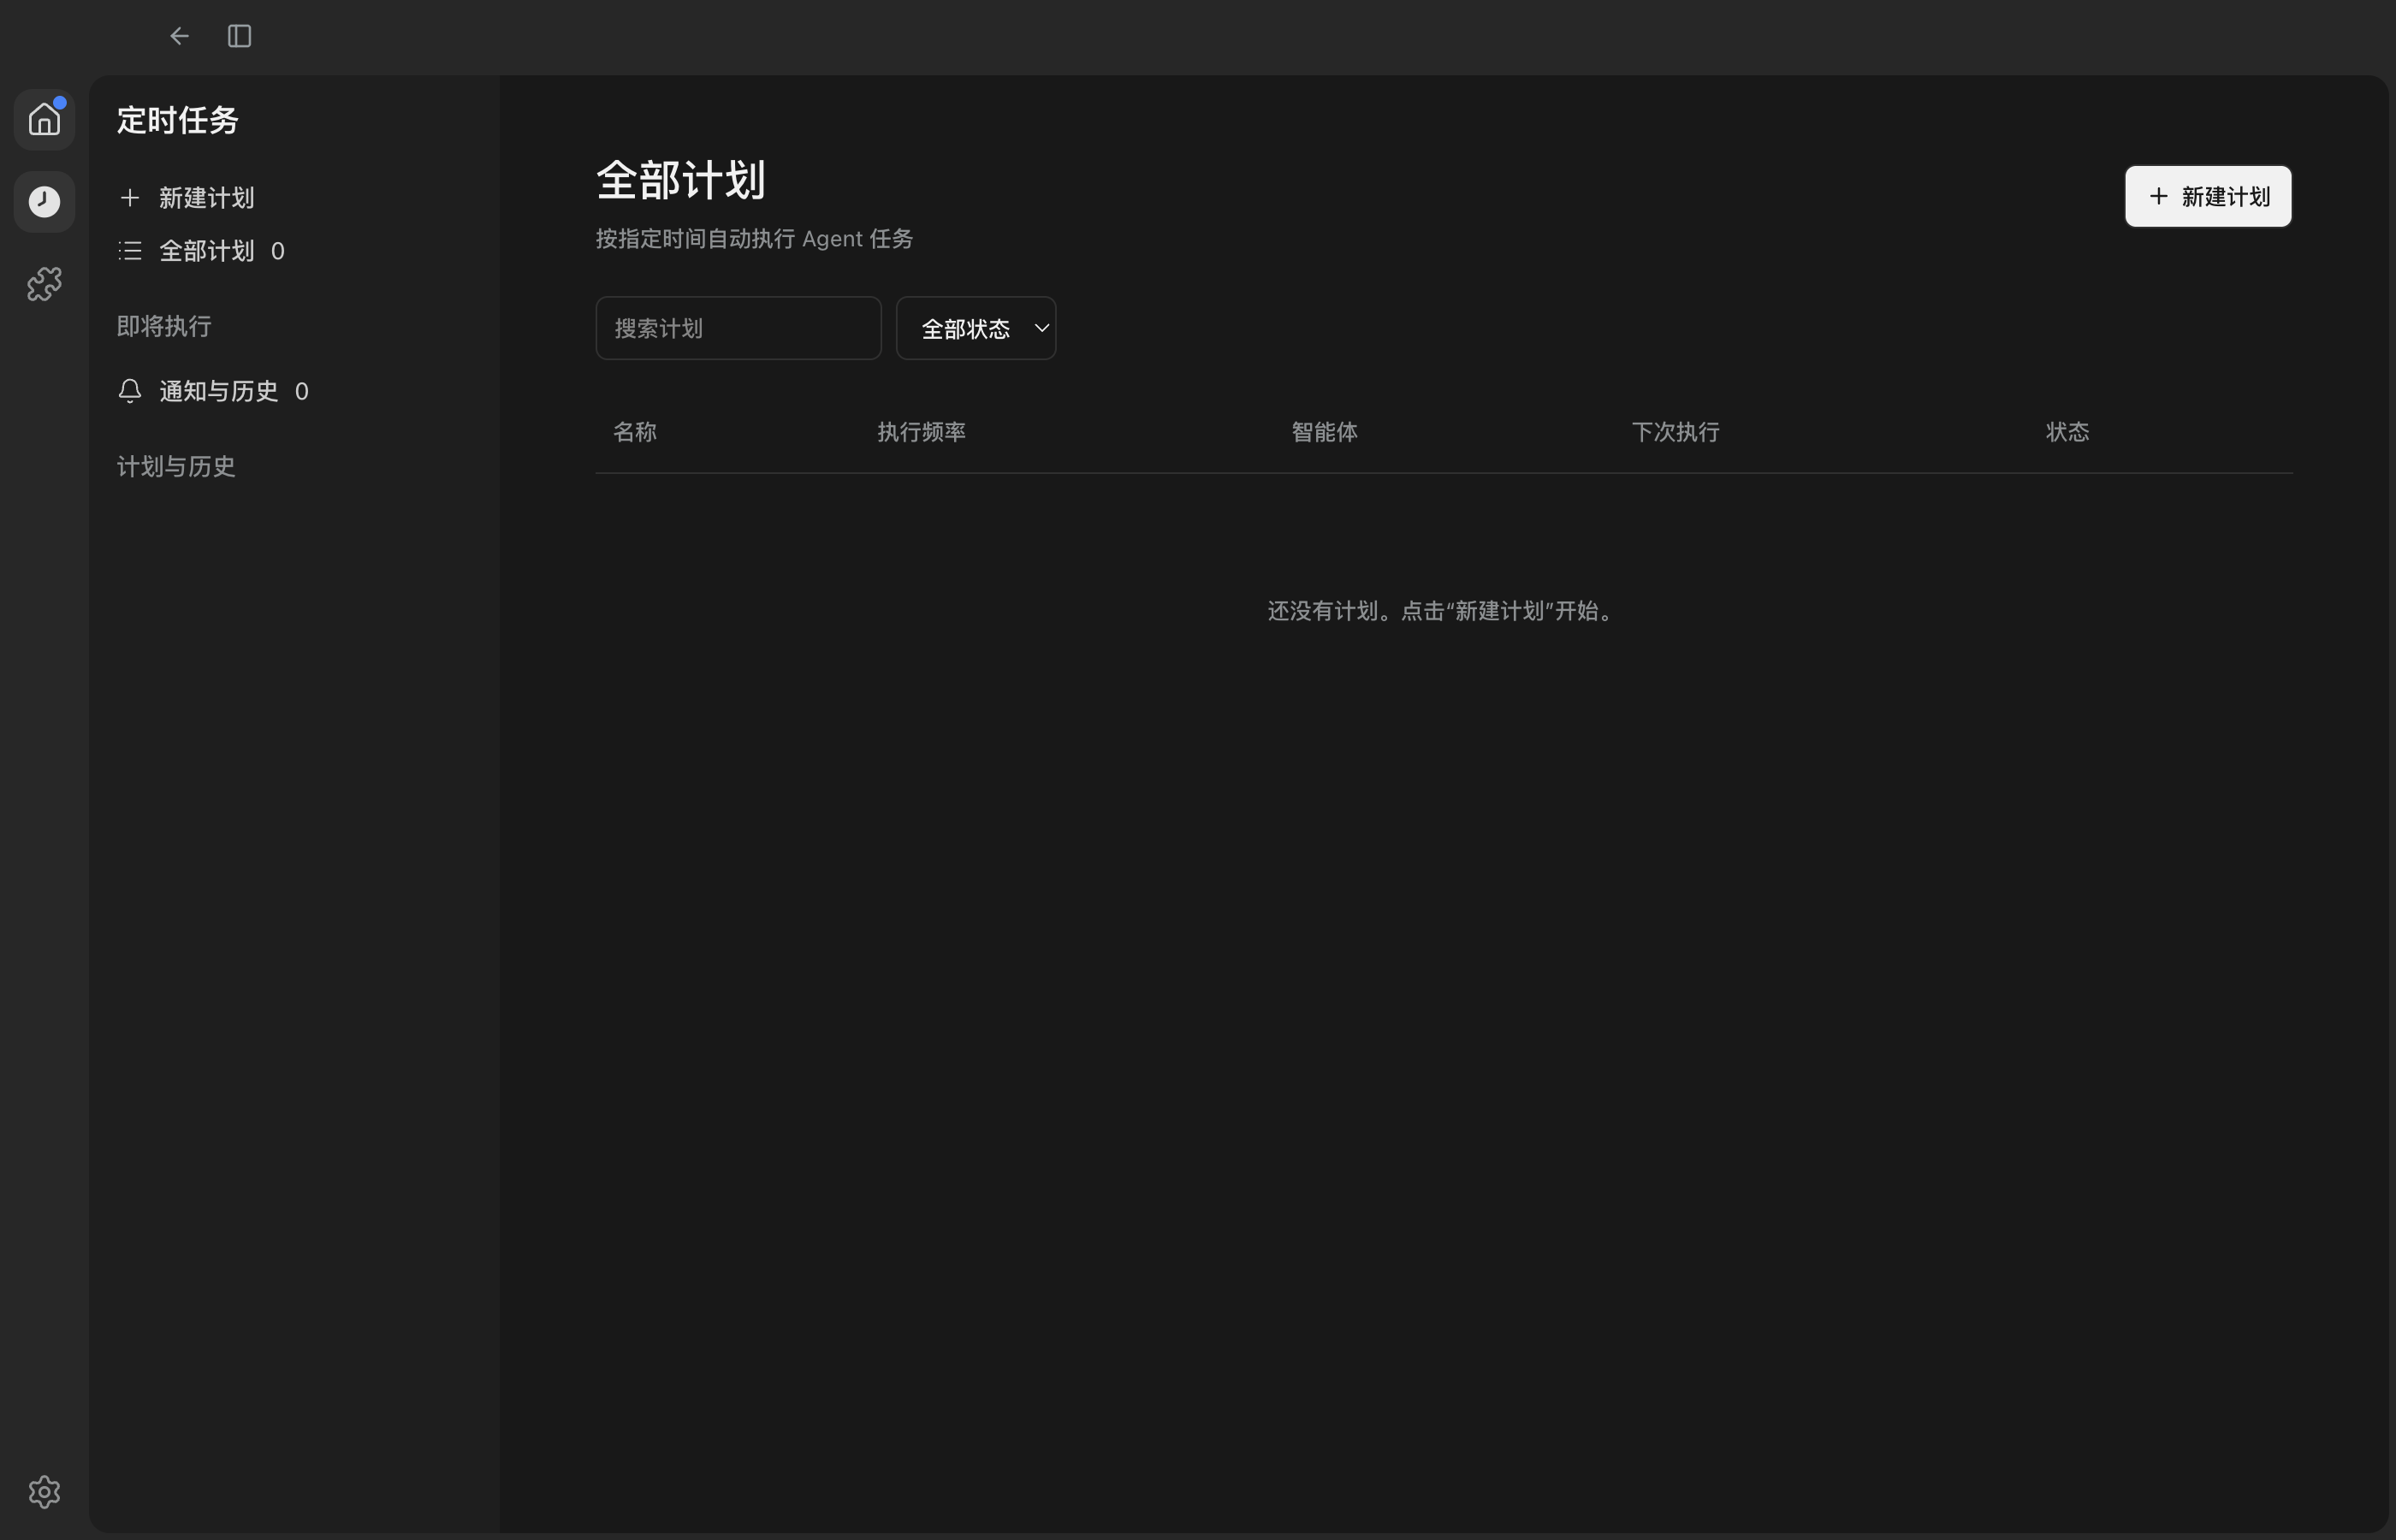 定时任务
新建计划
全部计划 0
即将执行
通知与历史 0
计划与历史
全部计划
按指定时间自动执行 Agent 任务
新建计划
搜索计划
全部状态
名称 执行频率 智能体 下次执行 状态
还没有计划。点击“新建计划”开始。